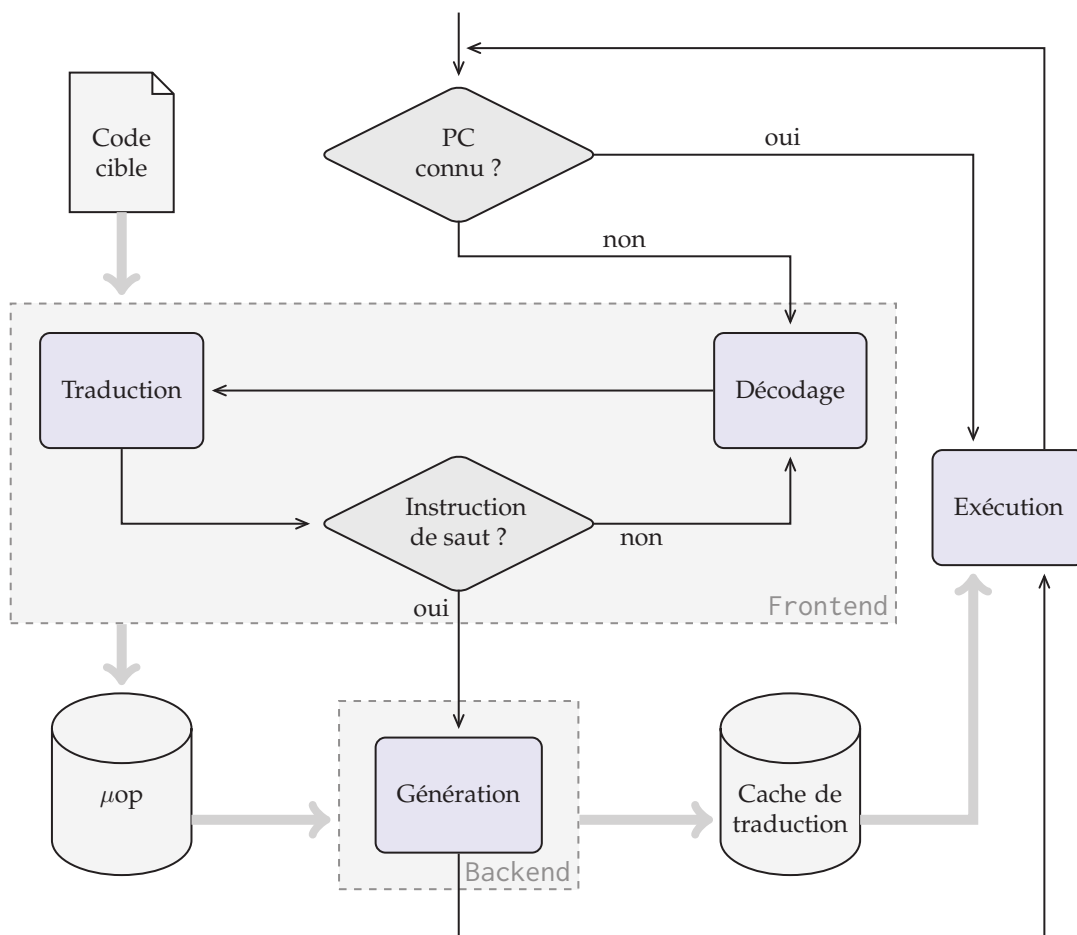 PC
connu ?
Code
cible
oui
non
Traduction
Décodage
Instruction
de saut ?
non
Exécution
oui
Frontend
μop
Génération
Cache de
traduction
Backend